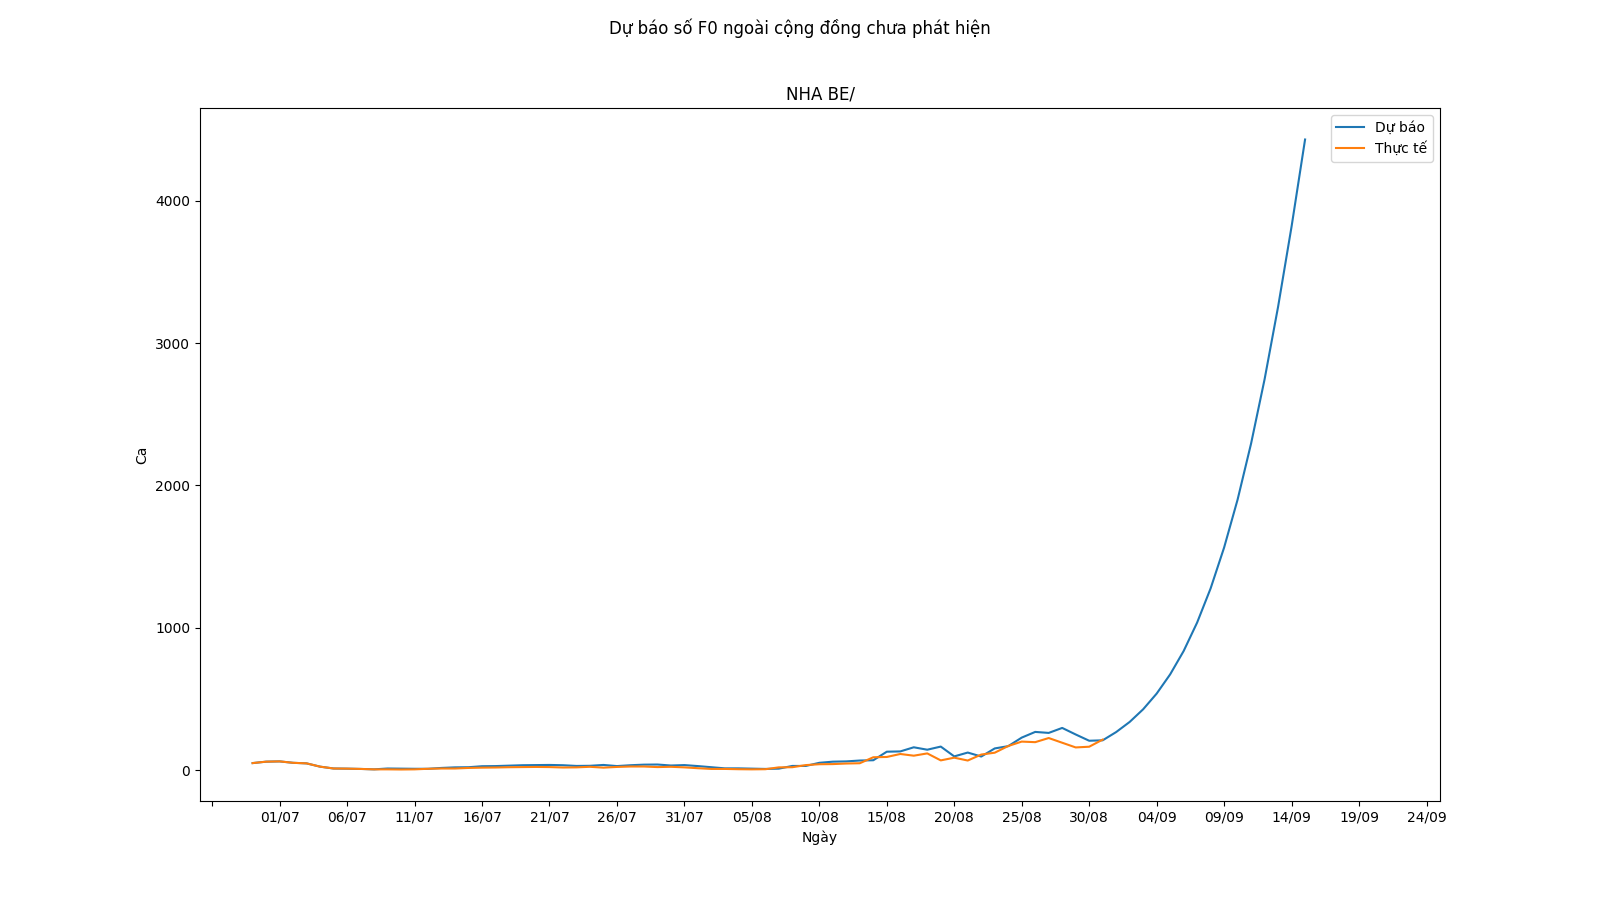 Dự báo số F0 ngoài cộng đồng chưa phát hiện
NHA BE/
Dự báo
Thực tế
4000
3000
2000
1000
0
Ca
01/07 06/07 11/07 16/07 21/07 26/07 31/07 05/08 10/08 15/08 20/08 25/08 30/08 04/09 09/09 14/09 19/09 24/09
Ngày